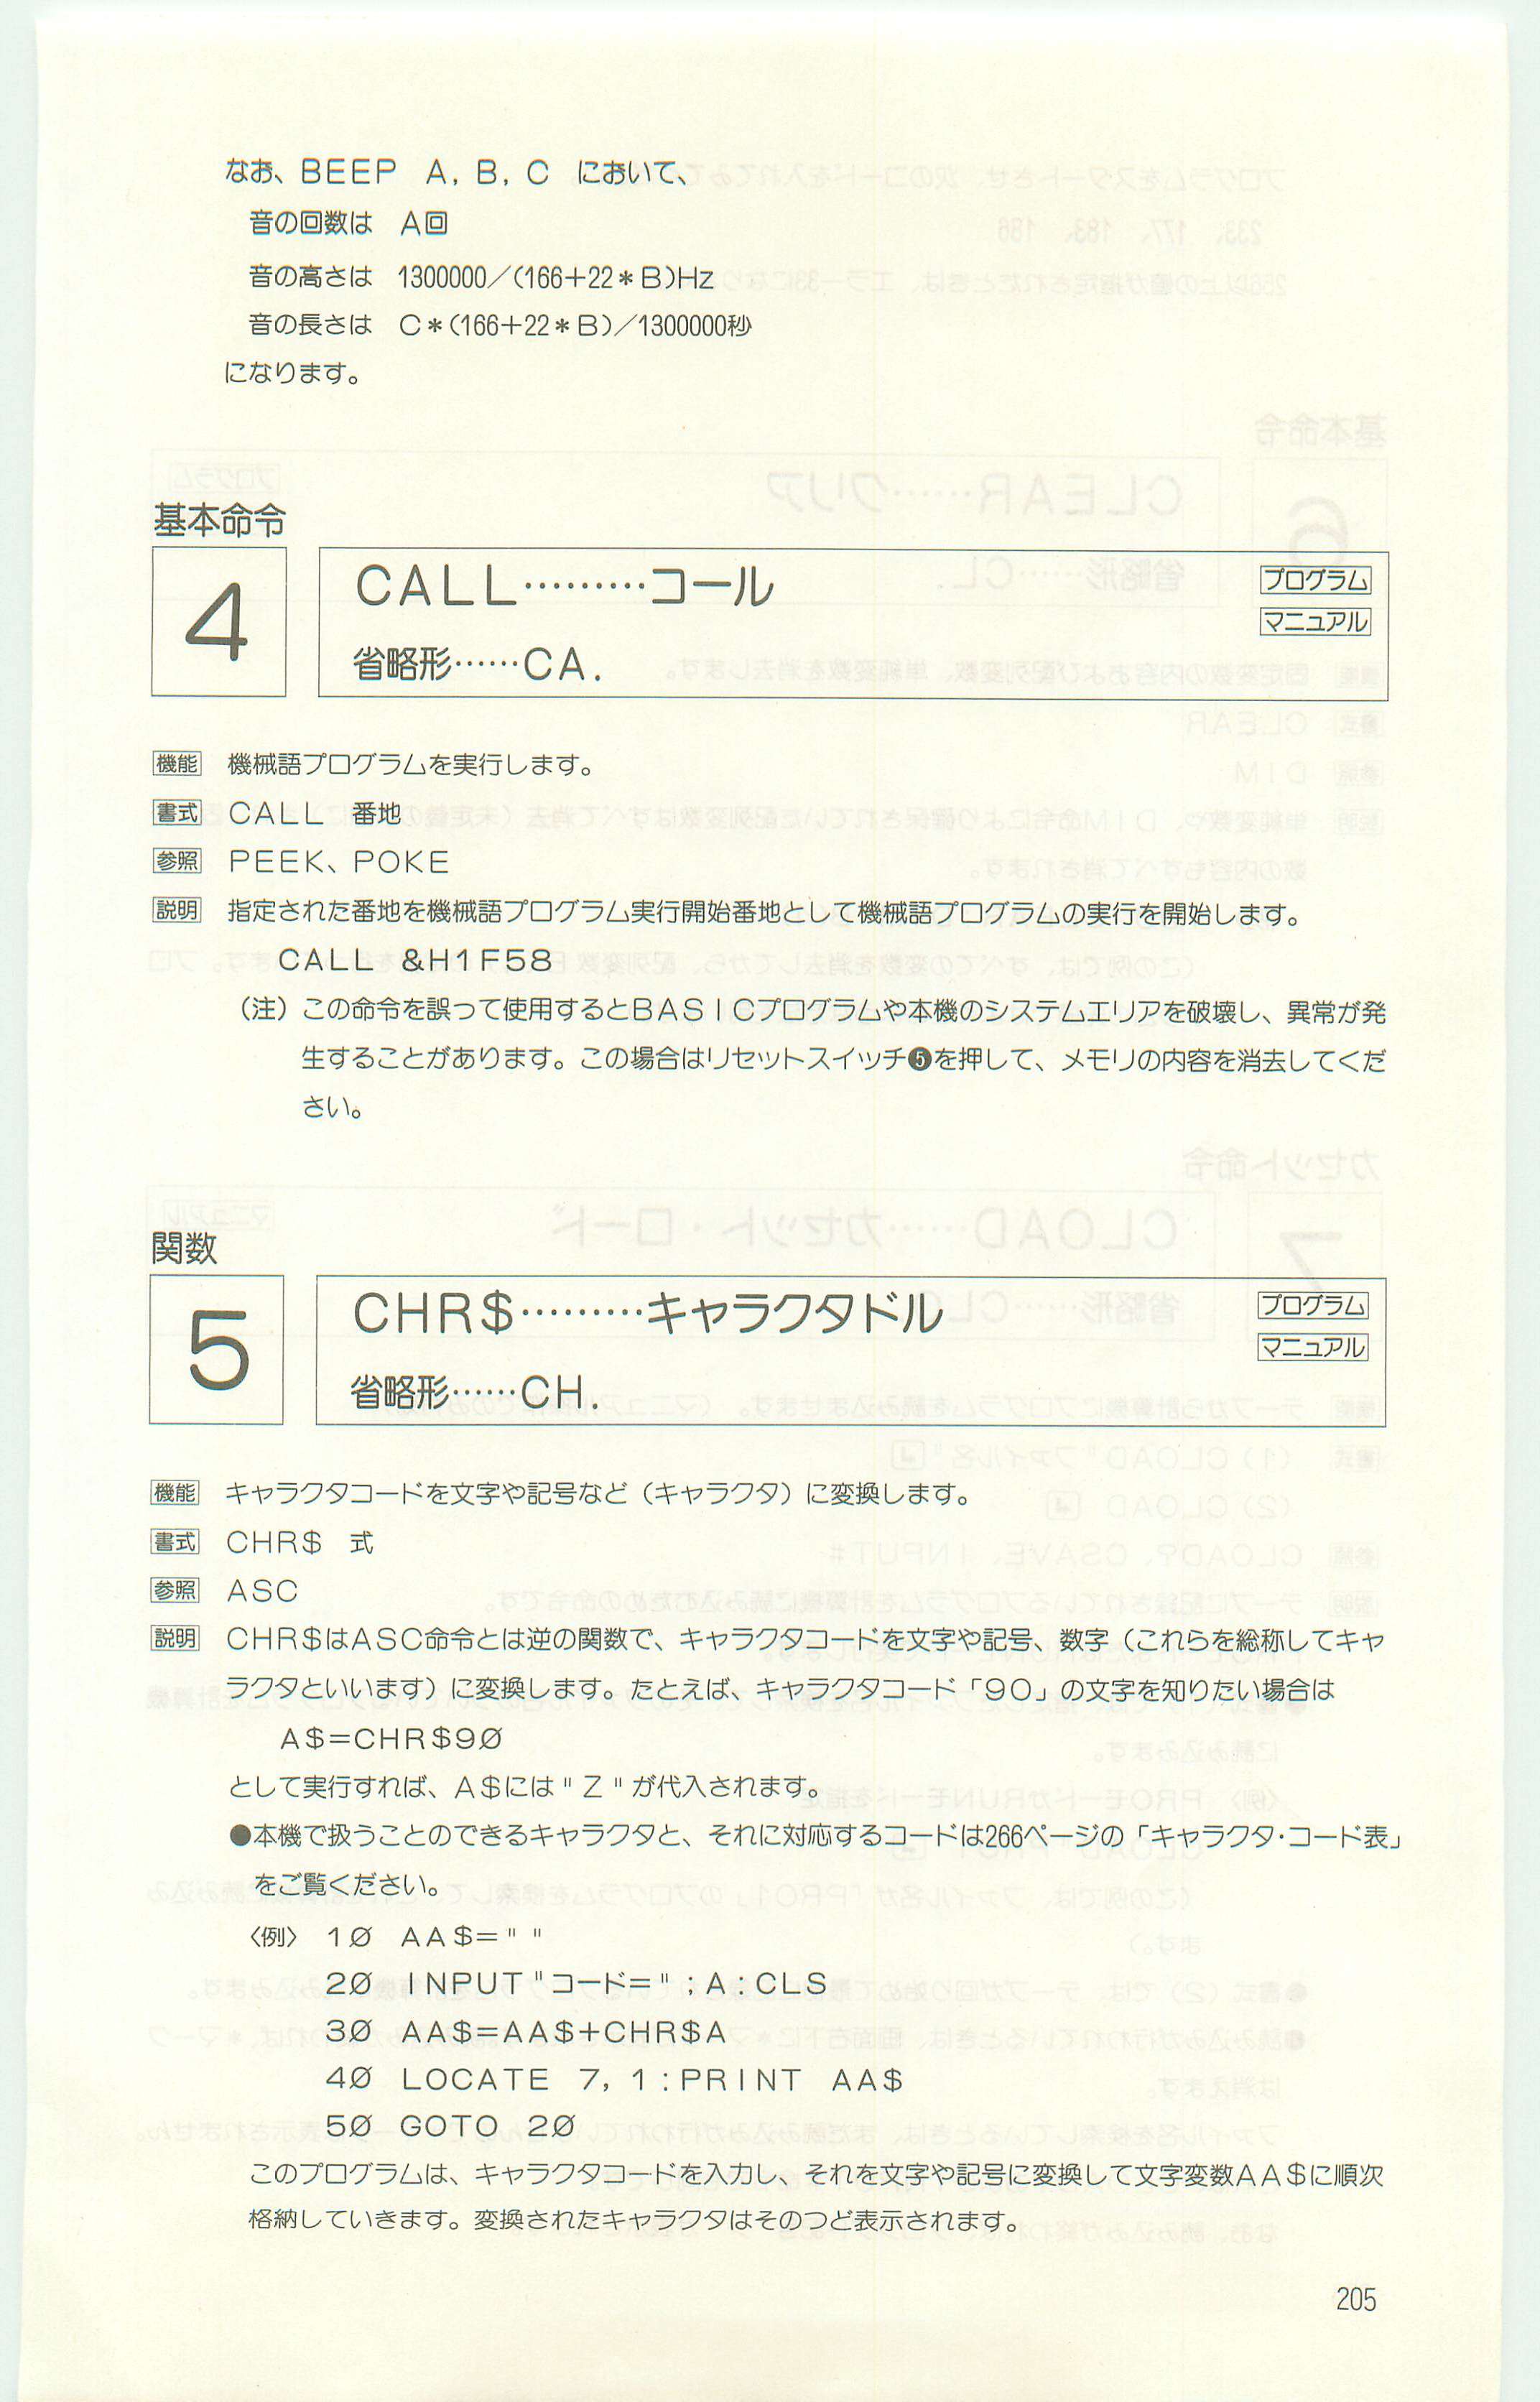 なお、BEEP A, B, C において、
音の回数は A回
音の高さは 1300000／(166+22＊B)Hz
音の長さは C＊(166+22＊B)／1300000秒
になります。
基本命令
4
CALL………コール
プログラム
マニュアル
省略形……CA.
機能 機械語プログラムを実行します。
書式 CALL 番地
参照 PEEK、POKE
説明 指定された番地を機械語プログラム実行開始番地として機械語プログラムの実行を開始します。
CALL &H1F58
（注）この命令を誤って使用するとBASICプログラムや本機のシステムエリアを破壊し、異常が発
生することがあります。この場合はリセットスイッチ❺を押して、メモリの内容を消去してくだ
さい。
関数
5
CHR$………キャラクタドル
プログラム
マニュアル
省略形……CH.
機能 キャラクタコードを文字や記号など（キャラクタ）に変換します。
書式 CHR$ 式
参照 ASC
説明 CHR$はASC命令とは逆の関数で、キャラクタコードを文字や記号、数字（これらを総称してキャ
ラクタといいます）に変換します。たとえば、キャラクタコード「90」の文字を知りたい場合は
A$=CHR$90
として実行すれば、A$には"Z"が代入されます。
●本機で扱うことのできるキャラクタと、それに対応するコードは266ページの「キャラクタ・コード表」
をご覧ください。
〈例〉 10 AA$=" "
20 INPUT"コード=";A:CLS
30 AA$=AA$+CHR$A
40 LOCATE 7,1:PRINT AA$
50 GOTO 20
このプログラムは、キャラクタコードを入力し、それを文字や記号に変換して文字変数AA$に順次
格納していきます。変換されたキャラクタはそのつど表示されます。
205